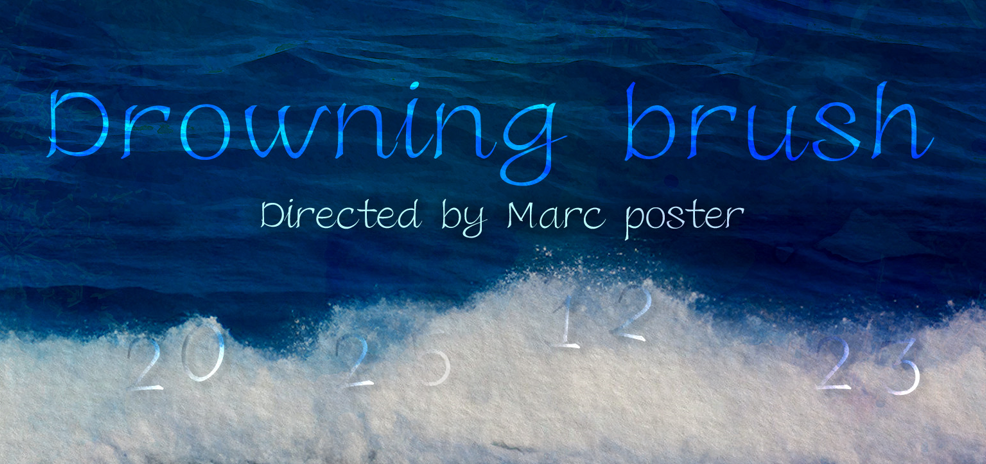 Drowning brush
Directed by Marc poster
20 25 12 23